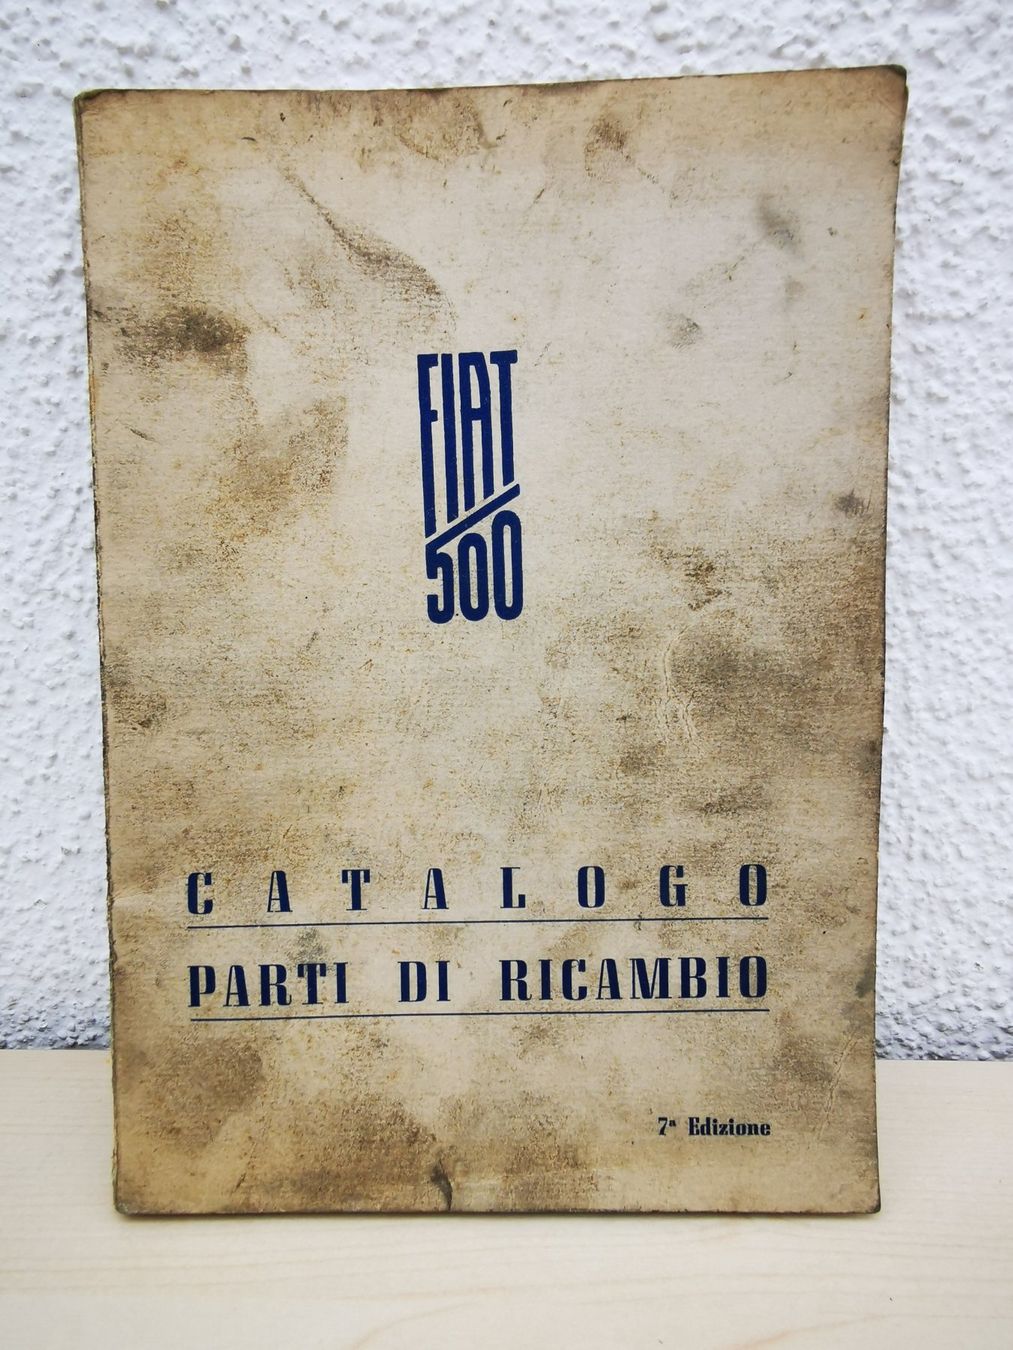 FIAT
500
CATALOGO
PARTI DI RICAMBIO
7ª Edizione